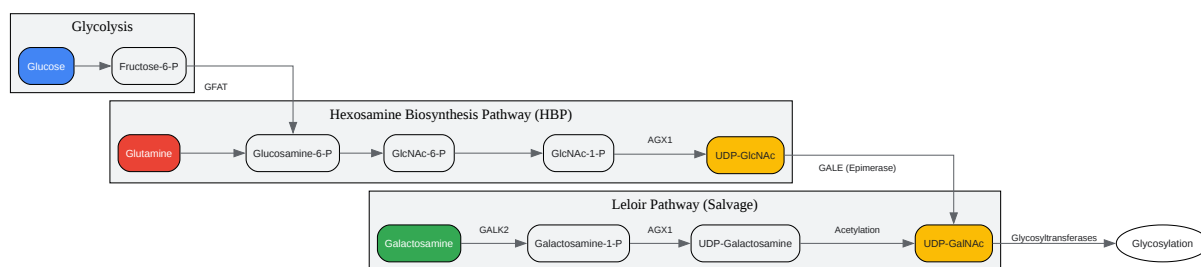 Glycolysis
Glucose
Fructose-6-P
GFAT
Hexosamine Biosynthesis Pathway (HBP)
Glutamine
Glucosamine-6-P
GlcNAc-6-P
GlcNAc-1-P
AGX1
UDP-GlcNAc
GALE (Epimerase)
Leloir Pathway (Salvage)
Galactosamine
GALK2
Galactosamine-1-P
AGX1
UDP-Galactosamine
Acetylation
UDP-GalNAc
Glycosyltransferases
Glycosylation